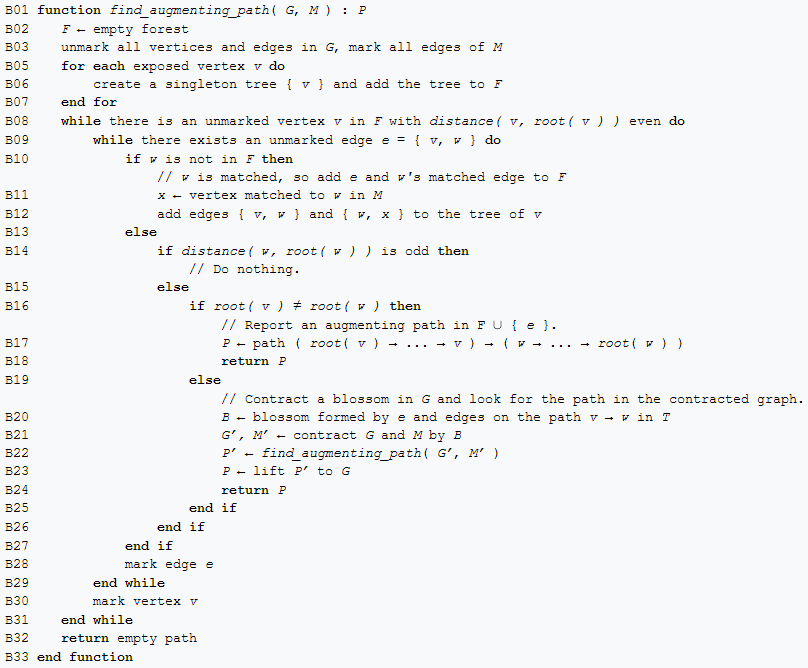 B01 function find_augmenting_path( G, M ) : P
B02 F ← empty forest
B03 unmark all vertices and edges in G, mark all edges of M
B05 for each exposed vertex v do
B06 create a singleton tree { v } and add the tree to F
B07 end for
B08 while there is an unmarked vertex v in F with distance( v, root( v ) ) even do
B09 while there exists an unmarked edge e = { v, w } do
B10 if w is not in F then
// w is matched, so add e and w's matched edge to F
B11 x ← vertex matched to w in M
B12 add edges { v, w } and { w, x } to the tree of v
B13 else
B14 if distance( w, root( w ) ) is odd then
// Do nothing.
B15 else
B16 if root( v ) ≠ root( w ) then
// Report an augmenting path in F ∪ { e }.
B17 P ← path ( root( v ) → ... → v ) → ( w → ... → root( w ) )
B18 return P
B19 else
// Contract a blossom in G and look for the path in the contracted graph.
B20 B ← blossom formed by e and edges on the path v → w in T
B21 G′, M′ ← contract G and M by B
B22 P′ ← find_augmenting_path( G′, M′ )
B23 P ← lift P′ to G
B24 return P
B25 end if
B26 end if
B27 end if
B28 mark edge e
B29 end while
B30 mark vertex v
B31 end while
B32 return empty path
B33 end function